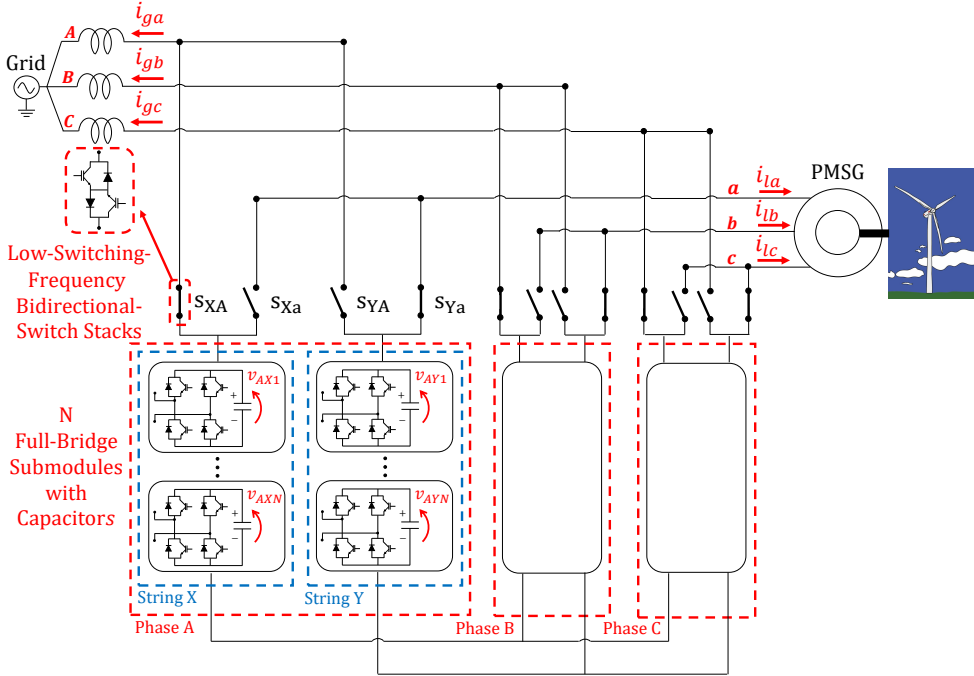 Grid
A
i_ga
B
i_gb
C
i_gc
PMSG
a
i_la
b
i_lb
c
i_lc
Low-Switching-
Frequency
Bidirectional-
Switch Stacks
S_XA
S_Xa
S_YA
S_Ya
N
Full-Bridge
Submodules
with
Capacitors
+
v_AX1
−
+
v_AY1
−
+
v_AXN
−
+
v_AYN
−
String X
String Y
Phase A
Phase B
Phase C